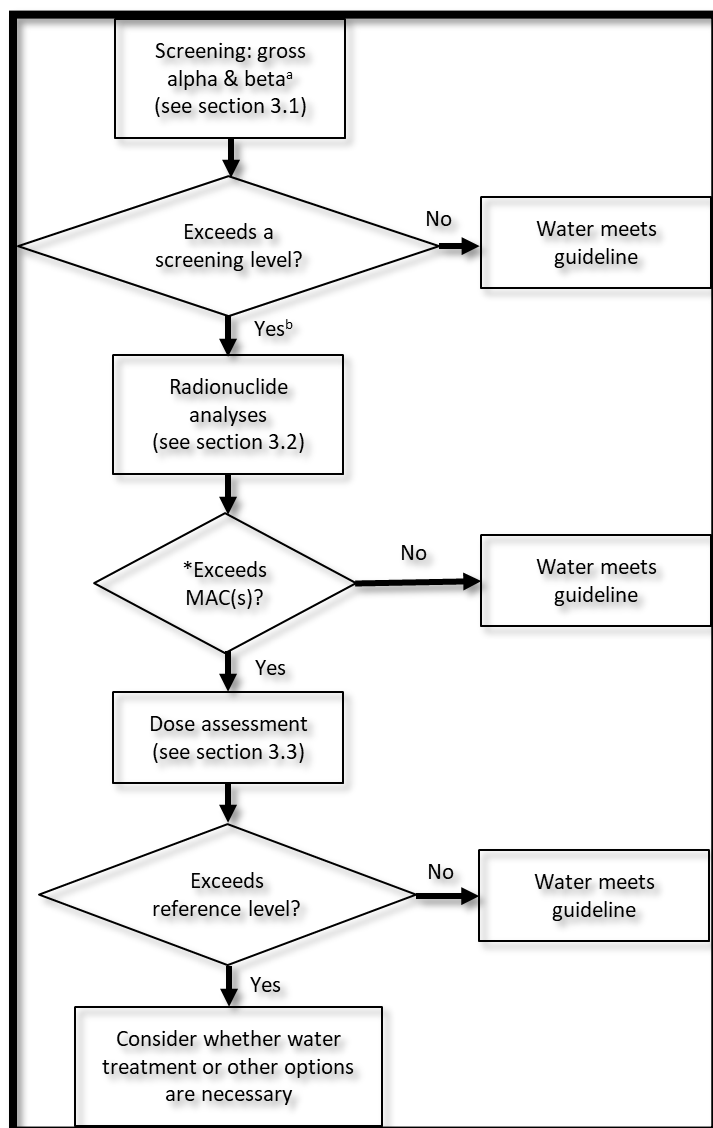 Screening: gross
alpha & betaᵃ
(see section 3.1)
Exceeds a
screening level?
No
Water meets
guideline
Yesᵇ
Radionuclide
analyses
(see section 3.2)
*Exceeds
MAC(s)?
No
Water meets
guideline
Yes
Dose assessment
(see section 3.3)
Exceeds
reference level?
No
Water meets
guideline
Yes
Consider whether water
treatment or other options
are necessary